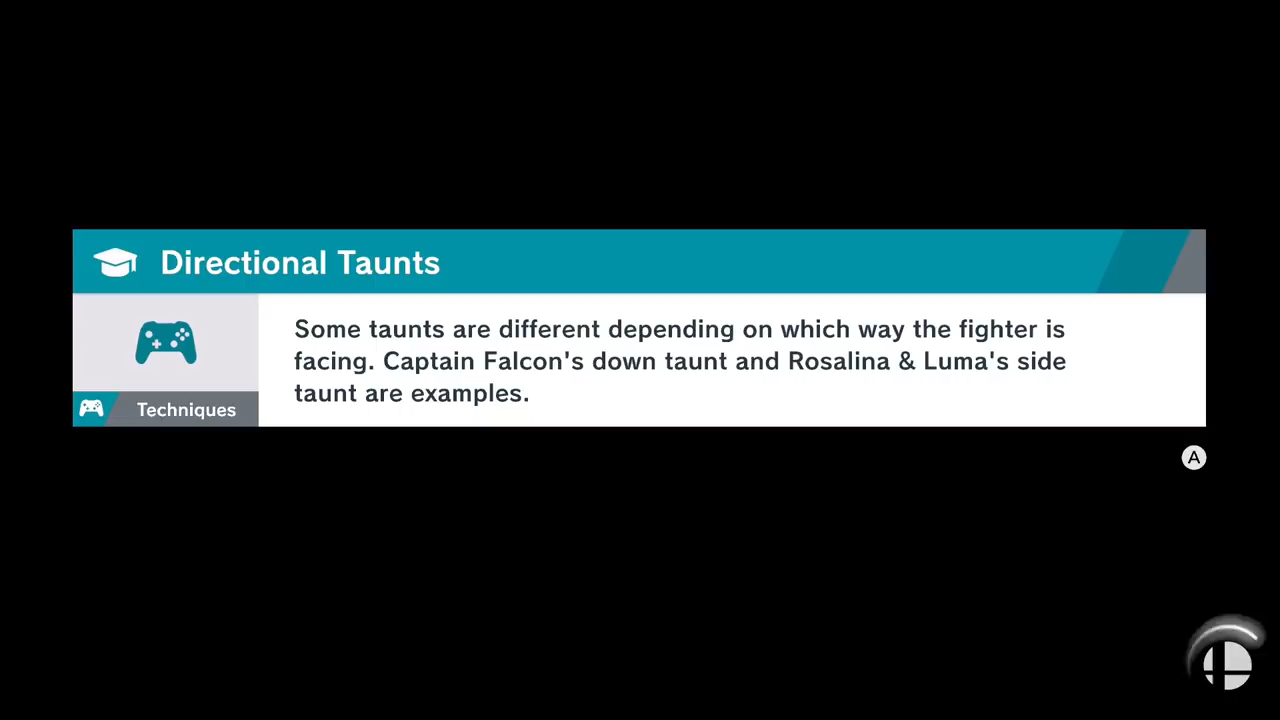 Directional Taunts
Some taunts are different depending on which way the fighter is
facing. Captain Falcon's down taunt and Rosalina & Luma's side
taunt are examples.
Techniques
A